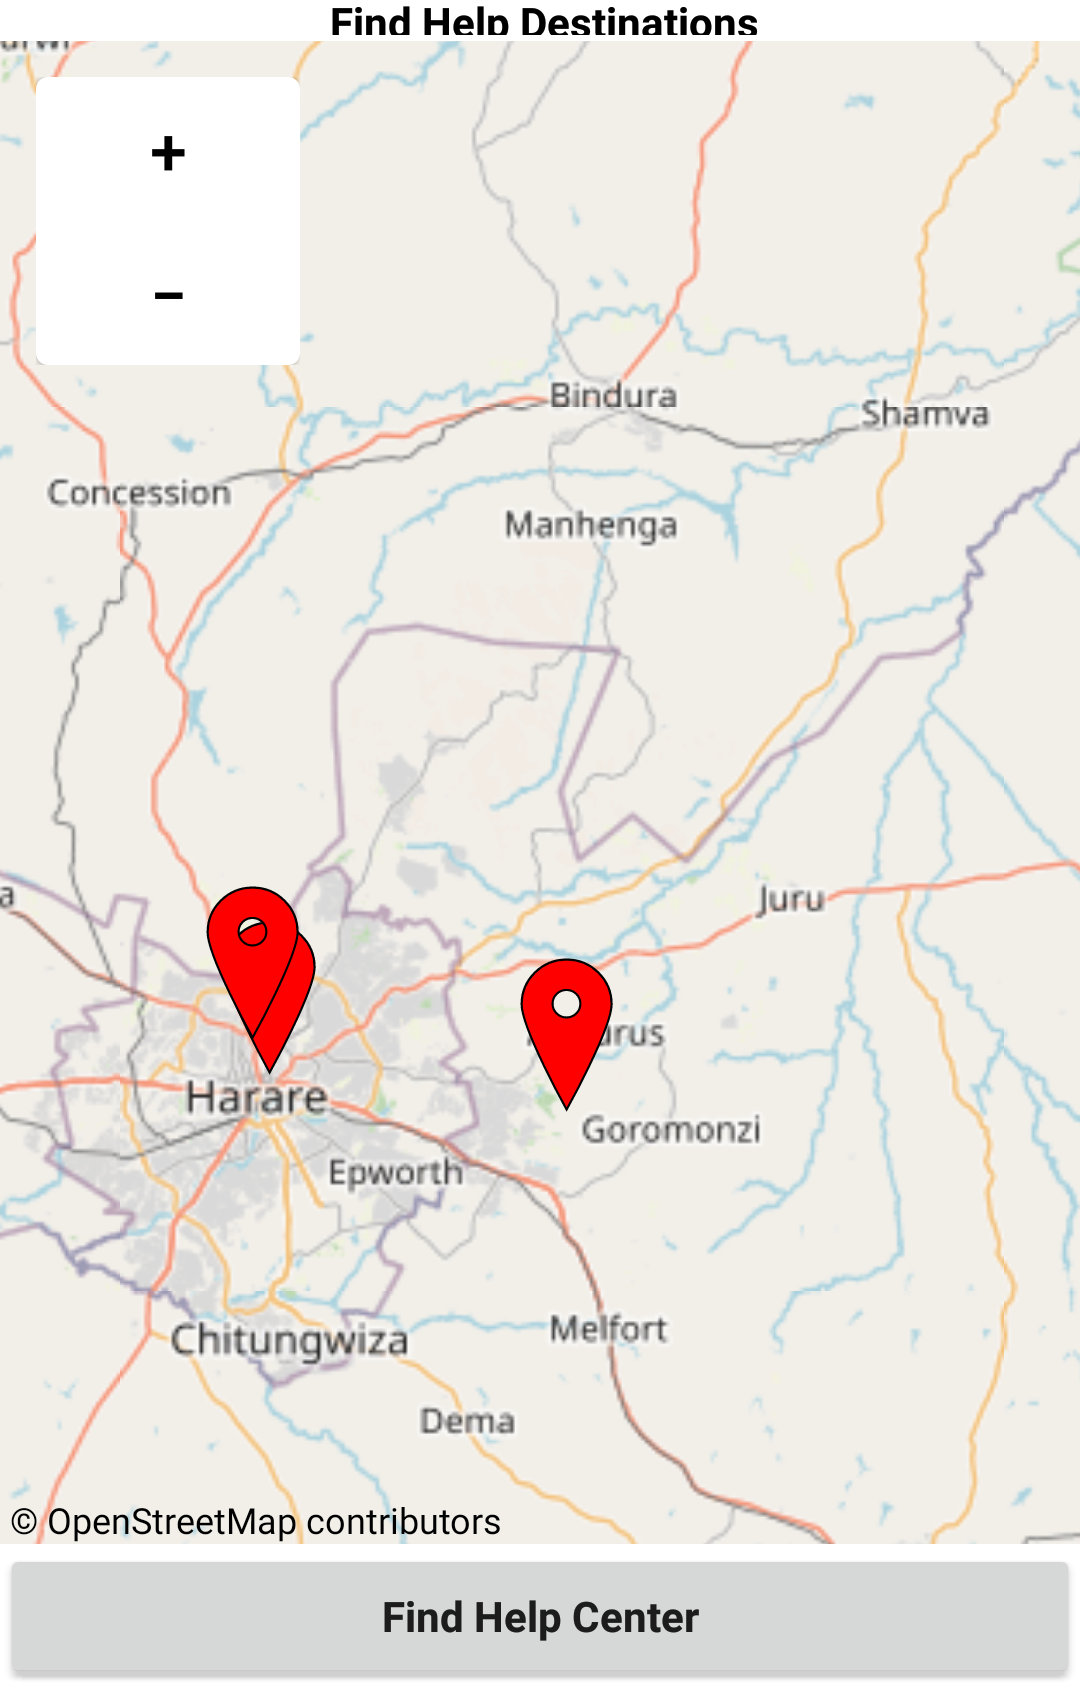 Find Help Destinations
+
−
Bindura
Shamva
Concession
Manhenga
a
Juru
Harare
Goromonzi
Epworth
Melfort
Chitungwiza
Dema
© OpenStreetMap contributors
Find Help Center